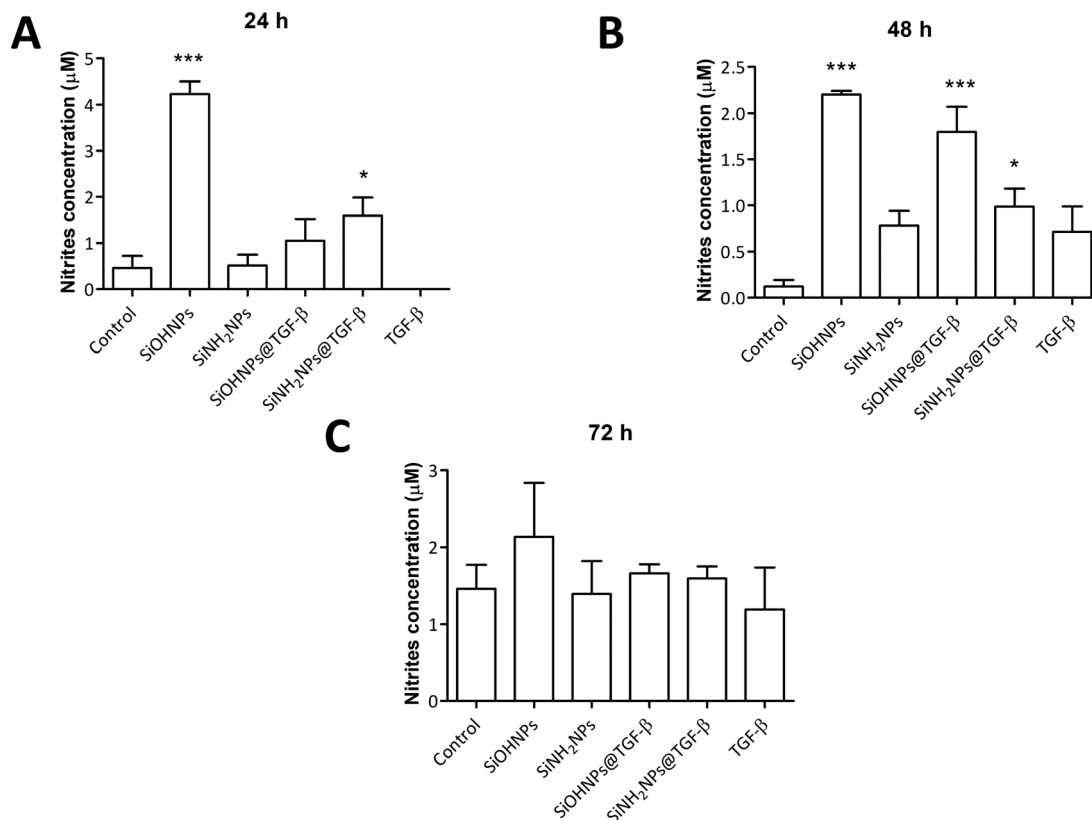 A
24 h
Nitrites concentration (µM)
5
4
3
2
1
0
***
*
Control
SiOHNPs
SiNH₂NPs
SiOHNPs@TGF-β
SiNH₂NPs@TGF-β
TGF-β
B
48 h
Nitrites concentration (µM)
2.5
2.0
1.5
1.0
0.5
0.0
***
***
*
Control
SiOHNPs
SiNH₂NPs
SiOHNPs@TGF-β
SiNH₂NPs@TGF-β
TGF-β
C
72 h
Nitrites concentration (µM)
3
2
1
0
Control
SiOHNPs
SiNH₂NPs
SiOHNPs@TGF-β
SiNH₂NPs@TGF-β
TGF-β